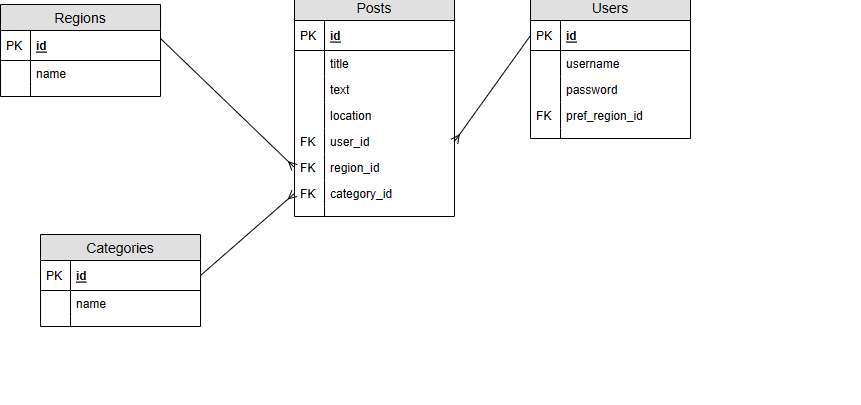 Regions
PK id
name
Posts
PK id
title
text
location
FK user_id
FK region_id
FK category_id
Users
PK id
username
password
FK pref_region_id
Categories
PK id
name